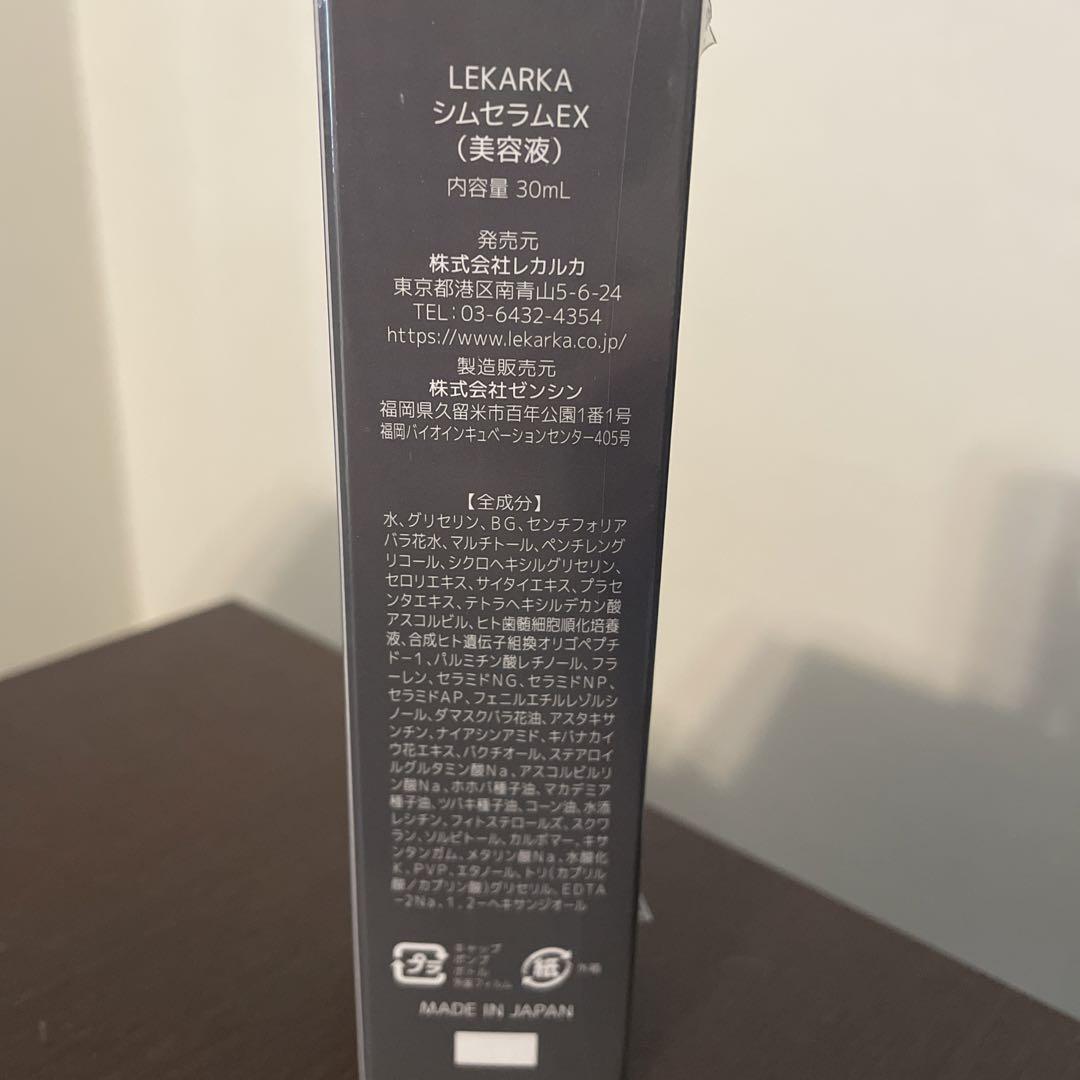 LEKARKA
シムセラムEX
（美容液）
内容量 30mL
発売元
株式会社レカルカ
東京都港区南青山5-6-24
TEL：03-6432-4354
https://www.lekarka.co.jp/
製造販売元
株式会社ゼンシン
福岡県久留米市百年公園1番1号
福岡バイオインキュベーションセンター405号
【全成分】
水、グリセリン、BG、センチフォリア
バラ花水、マルチトール、ペンチレング
リコール、シクロヘキシルグリセリン、
セロリエキス、サイタイエキス、プラセ
ンタエキス、テトラヘキシルデカン酸
アスコルビル、ヒト歯髄細胞順化培養
液、合成ヒト遺伝子組換オリゴペプチ
ド-1、パルミチン酸レチノール、フラ
ーレン、セラミドNG、セラミドNP、
セラミドAP、フェニルエチルレゾルシ
ノール、ダマスクバラ花油、アスタキサ
ンチン、ナイアシンアミド、キバナカイ
ウ花エキス、バクチオール、ステアロイ
ルグルタミン酸Na、アスコルビルリ
ン酸Na、ホホバ種子油、マカデミア
種子油、ツバキ種子油、コーン油、水添
レシチン、フィトステロールズ、スクワ
ラン、ソルビトール、カルボマー、キサ
ンタンガム、メタリン酸Na、水酸化
K、PVP、エタノール、トリ（カプリル
酸/カプリン酸）グリセリル、EDTA
-2Na、1，2-ヘキサンジオール
プラ
キャップ
ポンプ
ボトル
紙
外箱
MADE IN JAPAN